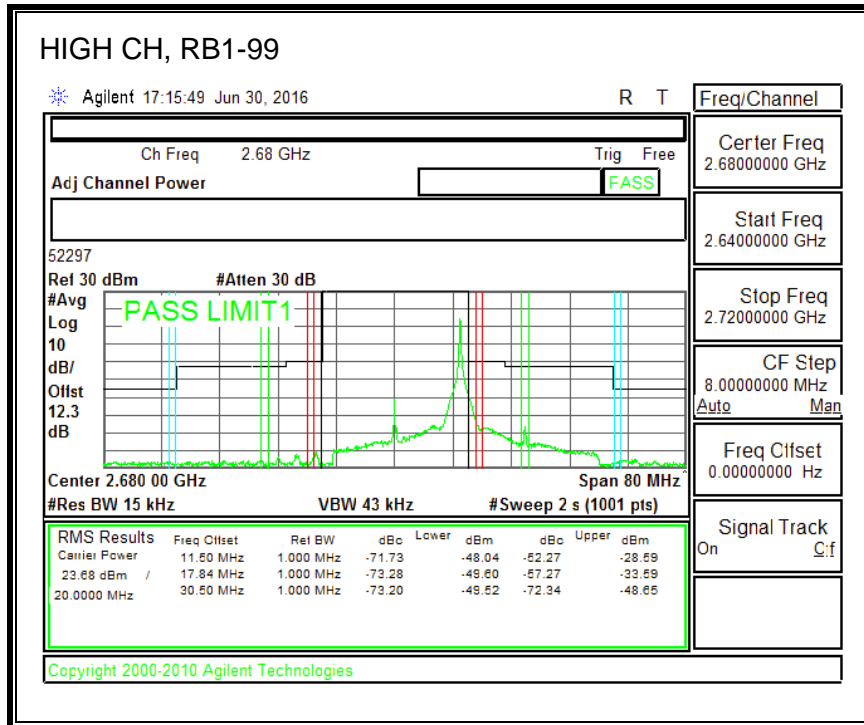 HIGH CH, RB1-99
Agilent 17:15:49 Jun 30, 2016 R T
Ch Freq 2.68 GHz Trig Free
Adj Channel Power PASS
52297
Ref 30 dBm #Atten 30 dB
#Avg
Log
10
dB/
Offst
12.3
dB
PASS LIMIT1
Center 2.680 00 GHz Span 80 MHz
#Res BW 15 kHz VBW 43 kHz #Sweep 2 s (1001 pts)
RMS Results Freq Offset Ref BW dBc Lower dBm dBc Upper dBm
Carrier Power 11.50 MHz 1.000 MHz -71.73 -48.04 -52.27 -28.59
23.68 dBm / 17.84 MHz 1.000 MHz -73.28 -49.60 -57.27 -33.59
20.0000 MHz 30.50 MHz 1.000 MHz -73.20 -49.52 -72.34 -48.65
Copyright 2000-2010 Agilent Technologies
Freq/Channel
Center Freq
2.68000000 GHz
Start Freq
2.64000000 GHz
Stop Freq
2.72000000 GHz
CF Step
8.00000000 MHz
Auto Man
Freq Offset
0.00000000 Hz
Signal Track
On Off